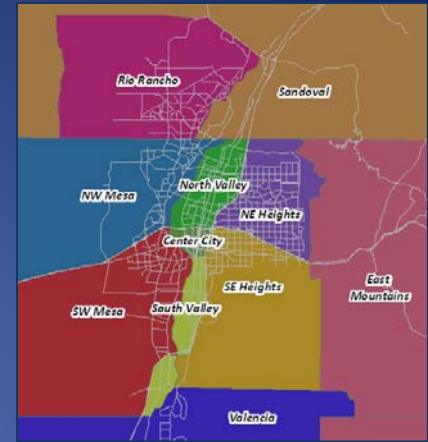 Rio Rancho
Sandoval
NW Mesa
North Valley
NE Heights
Center City
SW Mesa
South Valley
SE Heights
East
Mountains
Valencia